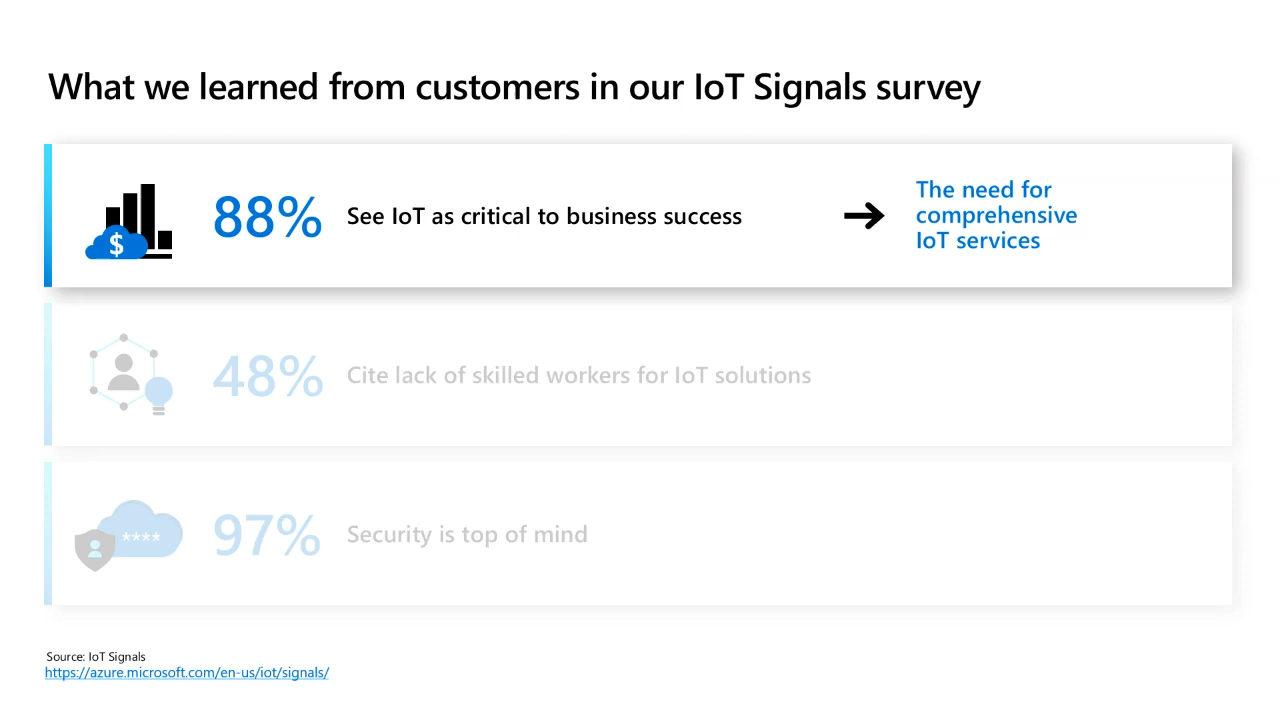 What we learned from customers in our IoT Signals survey
$
88%
See IoT as critical to business success
The need for
comprehensive
IoT services
48%
Cite lack of skilled workers for IoT solutions
****
97%
Security is top of mind
Source: IoT Signals
https://azure.microsoft.com/en-us/iot/signals/